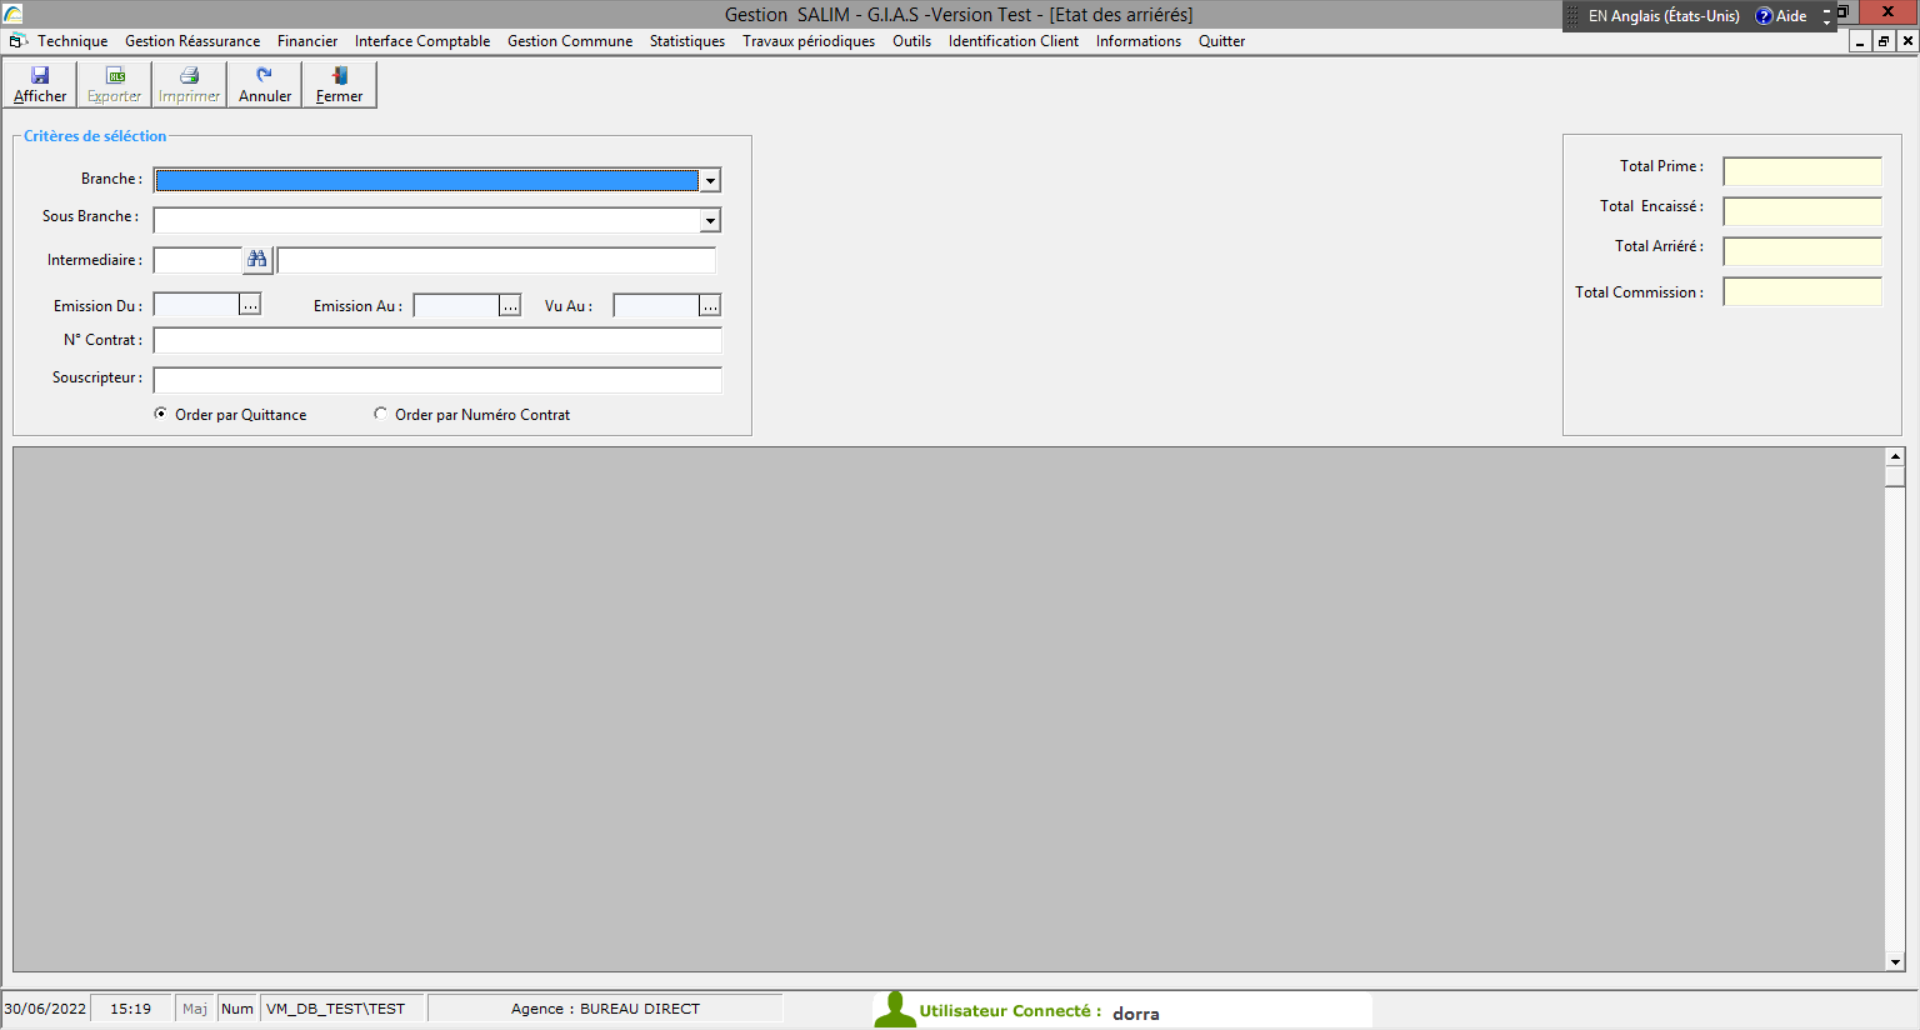 Gestion SALIM - G.I.A.S -Version Test - [Etat des arriérés]
EN Anglais (États-Unis) ? Aide
Technique Gestion Réassurance Financier Interface Comptable Gestion Commune Statistiques Travaux périodiques Outils Identification Client Informations Quitter
Afficher Exporter Imprimer Annuler Fermer
Critères de séléction
Branche :
Sous Branche :
Intermediaire :
Emission Du : ... Emission Au : ... Vu Au : ...
N° Contrat :
Souscripteur :
Order par Quittance Order par Numéro Contrat
Total Prime :
Total Encaissé :
Total Arriéré :
Total Commission :
30/06/2022 15:19 Maj Num VM_DB_TEST\TEST Agence : BUREAU DIRECT Utilisateur Connecté : dorra